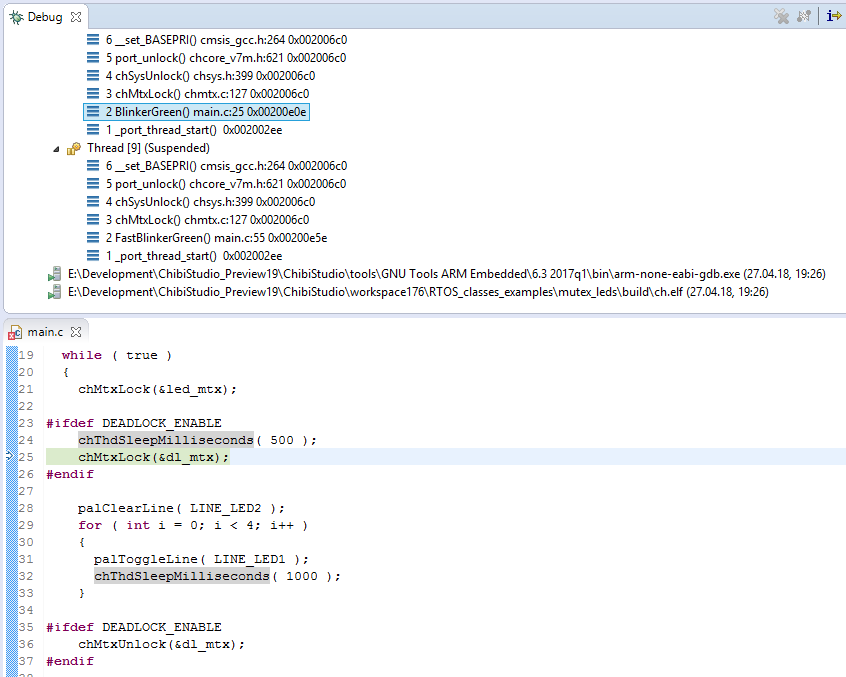 Debug
6 __set_BASEPRI() cmsis_gcc.h:264 0x002006c0
5 port_unlock() chcore_v7m.h:621 0x002006c0
4 chSysUnlock() chsys.h:399 0x002006c0
3 chMtxLock() chmtx.c:127 0x002006c0
2 BlinkerGreen() main.c:25 0x00200e0e
1 _port_thread_start()  0x002002ee
Thread [9] (Suspended)
6 __set_BASEPRI() cmsis_gcc.h:264 0x002006c0
5 port_unlock() chcore_v7m.h:621 0x002006c0
4 chSysUnlock() chsys.h:399 0x002006c0
3 chMtxLock() chmtx.c:127 0x002006c0
2 FastBlinkerGreen() main.c:55 0x00200e5e
1 _port_thread_start()  0x002002ee
E:\Development\ChibiStudio_Preview19\ChibiStudio\tools\GNU Tools ARM Embedded\6.3 2017q1\bin\arm-none-eabi-gdb.exe (27.04.18, 19:26)
E:\Development\ChibiStudio_Preview19\ChibiStudio\workspace176\RTOS_classes_examples\mutex_leds\build\ch.elf (27.04.18, 19:26)
main.c
19 while ( true )
20 {
21 chMtxLock(&led_mtx);
22
23 #ifdef DEADLOCK_ENABLE
24 chThdSleepMilliseconds( 500 );
25 chMtxLock(&dl_mtx);
26 #endif
27
28 palClearLine( LINE_LED2 );
29 for ( int i = 0; i < 4; i++ )
30 {
31 palToggleLine( LINE_LED1 );
32 chThdSleepMilliseconds( 1000 );
33 }
34
35 #ifdef DEADLOCK_ENABLE
36 chMtxUnlock(&dl_mtx);
37 #endif